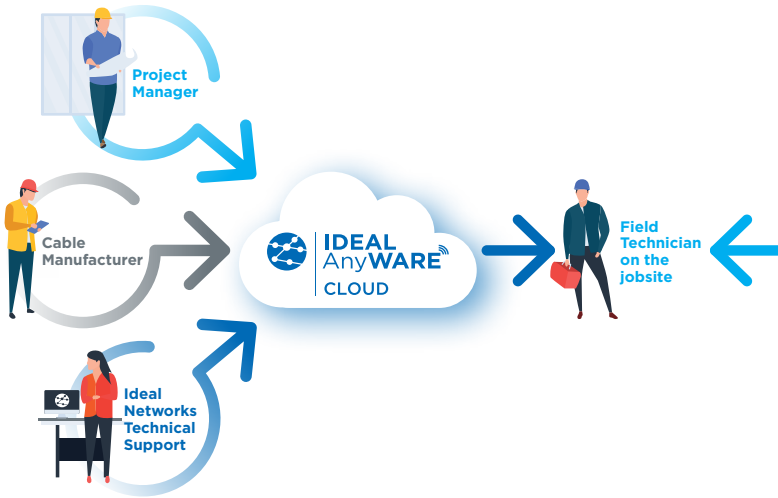 Project
Manager
Cable
Manufacturer
Ideal
Networks
Technical
Support
IDEAL
AnyWARE
CLOUD
Field
Technician
on the
jobsite